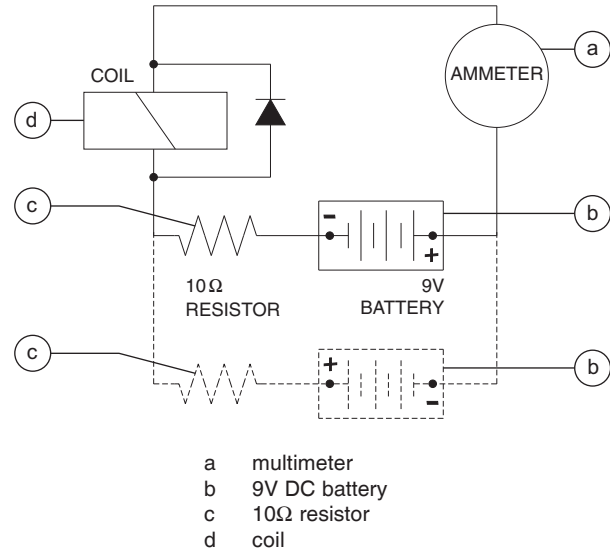 COIL
AMMETER
a
d
c
b
-
+
10Ω
RESISTOR
9V
BATTERY
c
b
+
-
a multimeter
b 9V DC battery
c 10Ω resistor
d coil